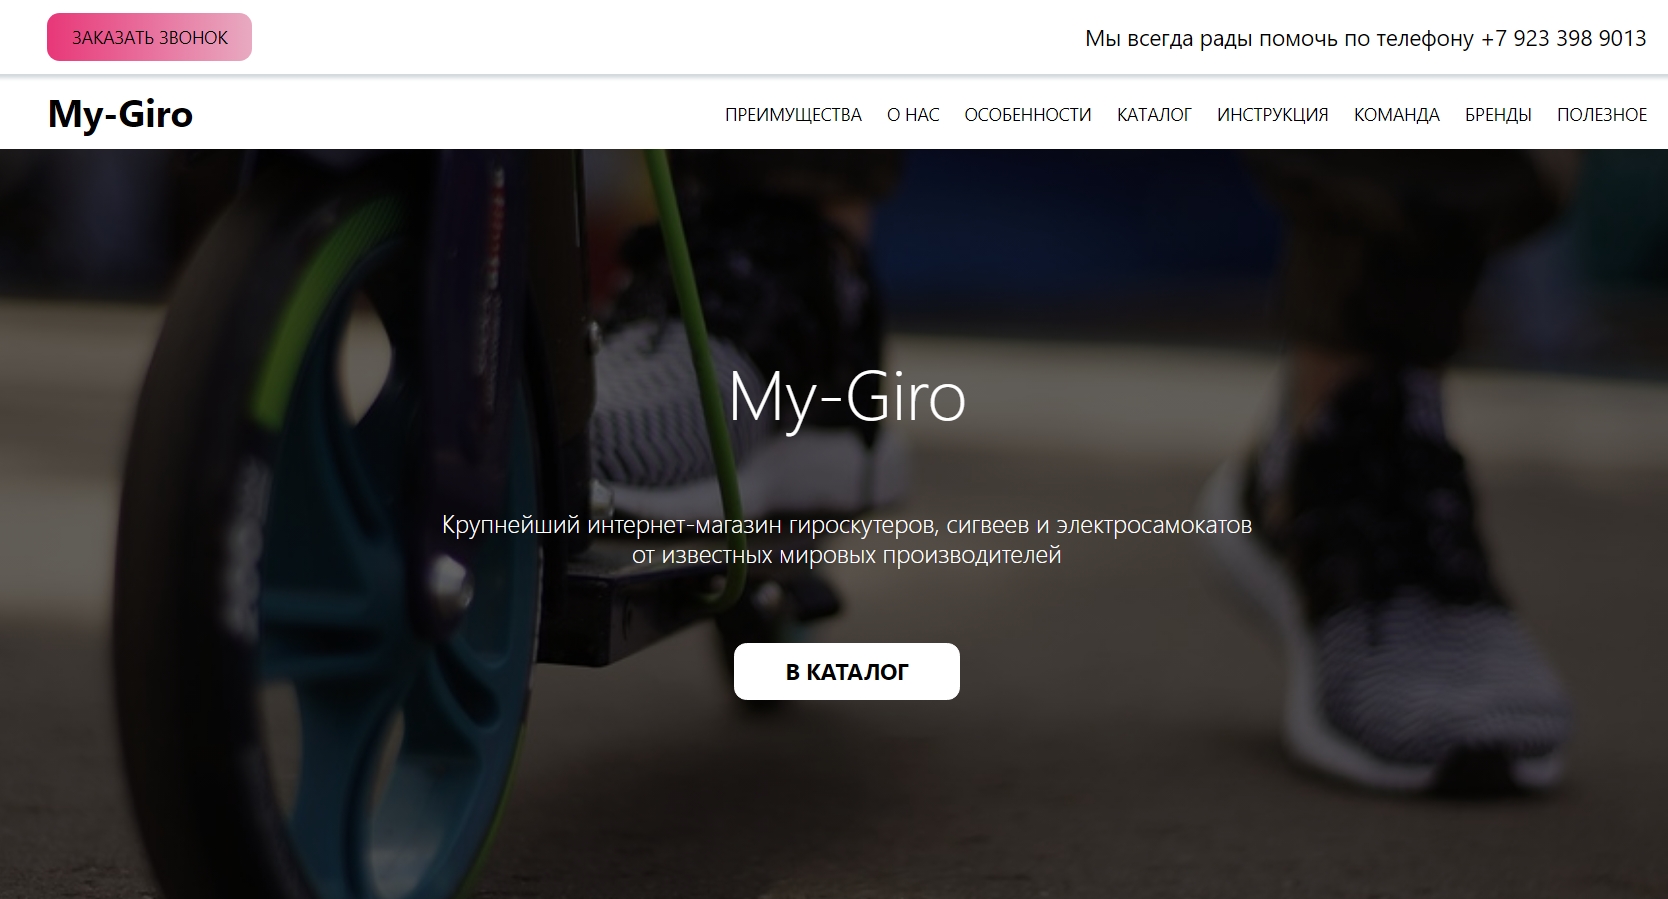 ЗАКАЗАТЬ ЗВОНОК
Мы всегда рады помочь по телефону +7 923 398 9013
My-Giro
ПРЕИМУЩЕСТВА О НАС ОСОБЕННОСТИ КАТАЛОГ ИНСТРУКЦИЯ КОМАНДА БРЕНДЫ ПОЛЕЗНОЕ
My-Giro
Крупнейший интернет-магазин гироскутеров, сигвеев и электросамокатов
от известных мировых производителей
В КАТАЛОГ